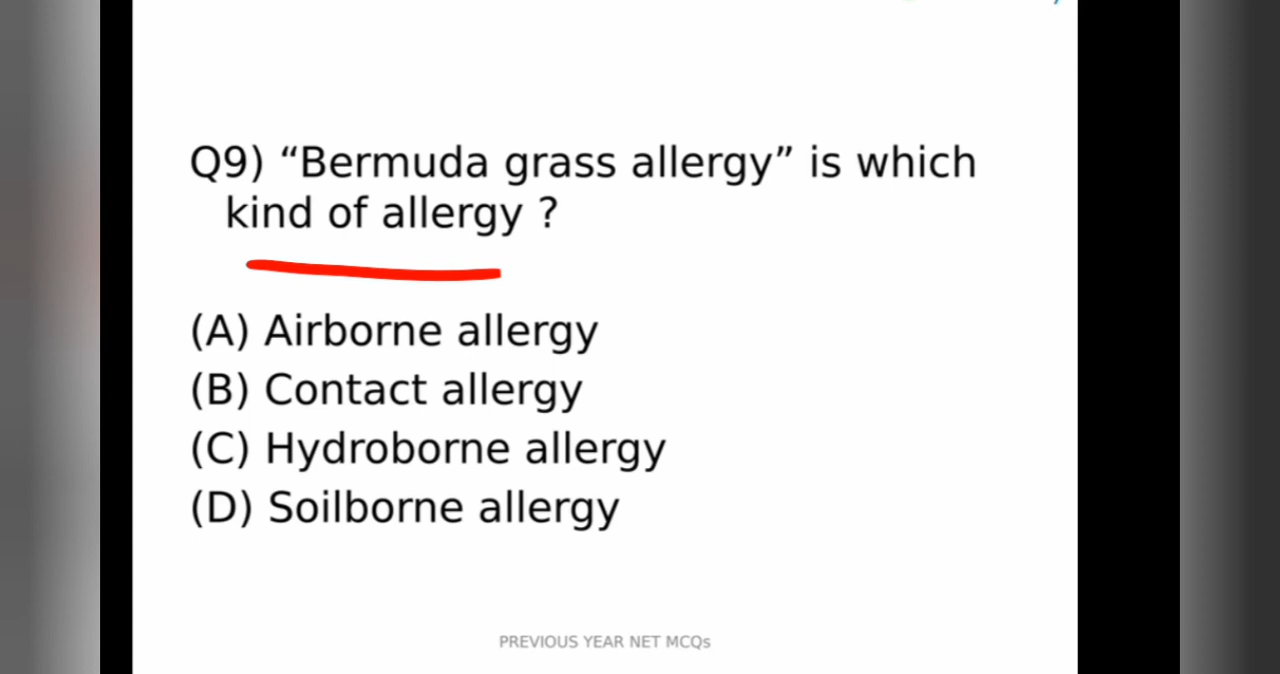 Q9) “Bermuda grass allergy” is which
kind of allergy ?
(A) Airborne allergy
(B) Contact allergy
(C) Hydroborne allergy
(D) Soilborne allergy
PREVIOUS YEAR NET MCQs